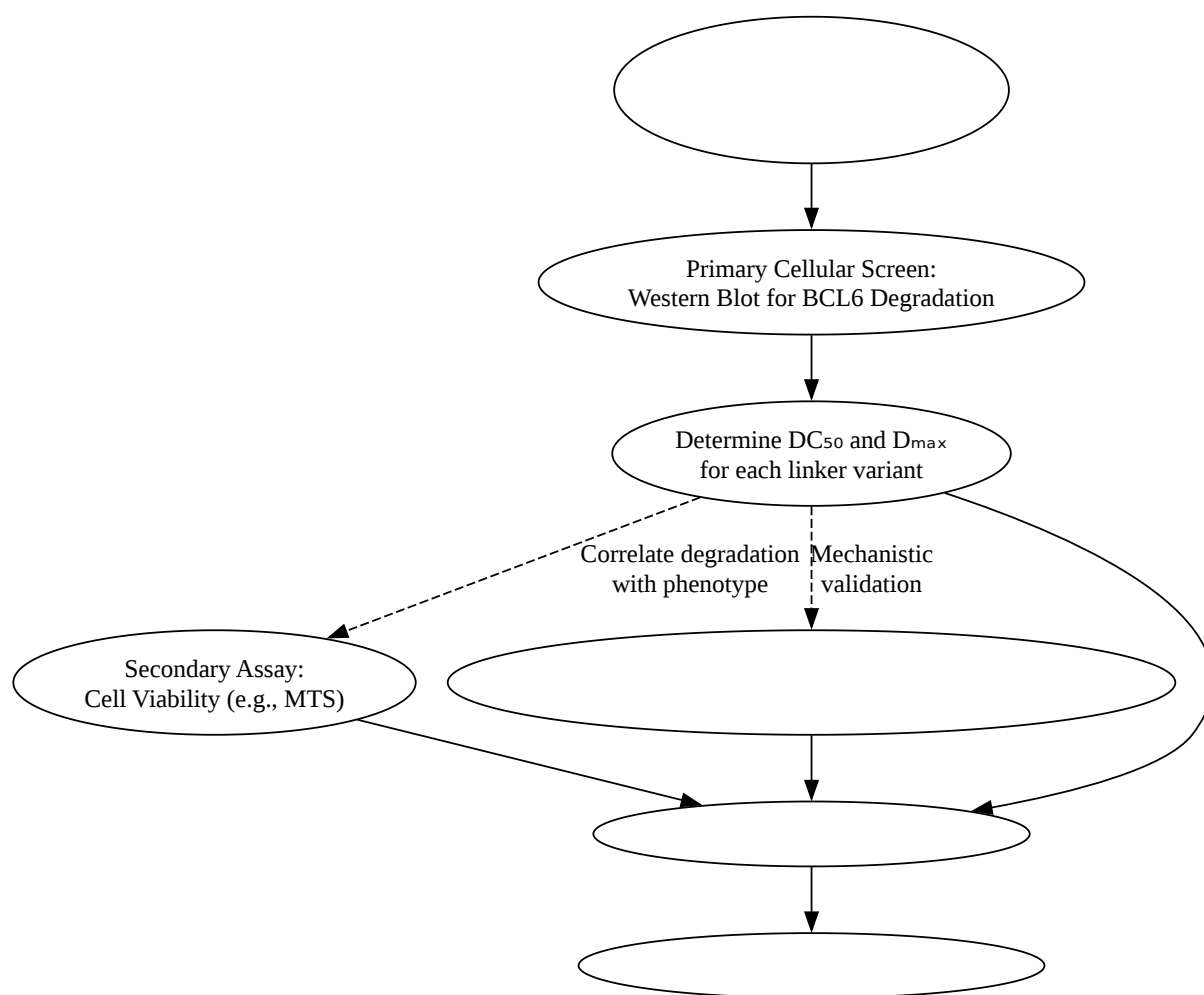 Primary Cellular Screen:
Western Blot for BCL6 Degradation
Determine DC₅₀ and Dₘₐₓ
for each linker variant
Correlate degradation
with phenotype
Mechanistic
validation
Secondary Assay:
Cell Viability (e.g., MTS)